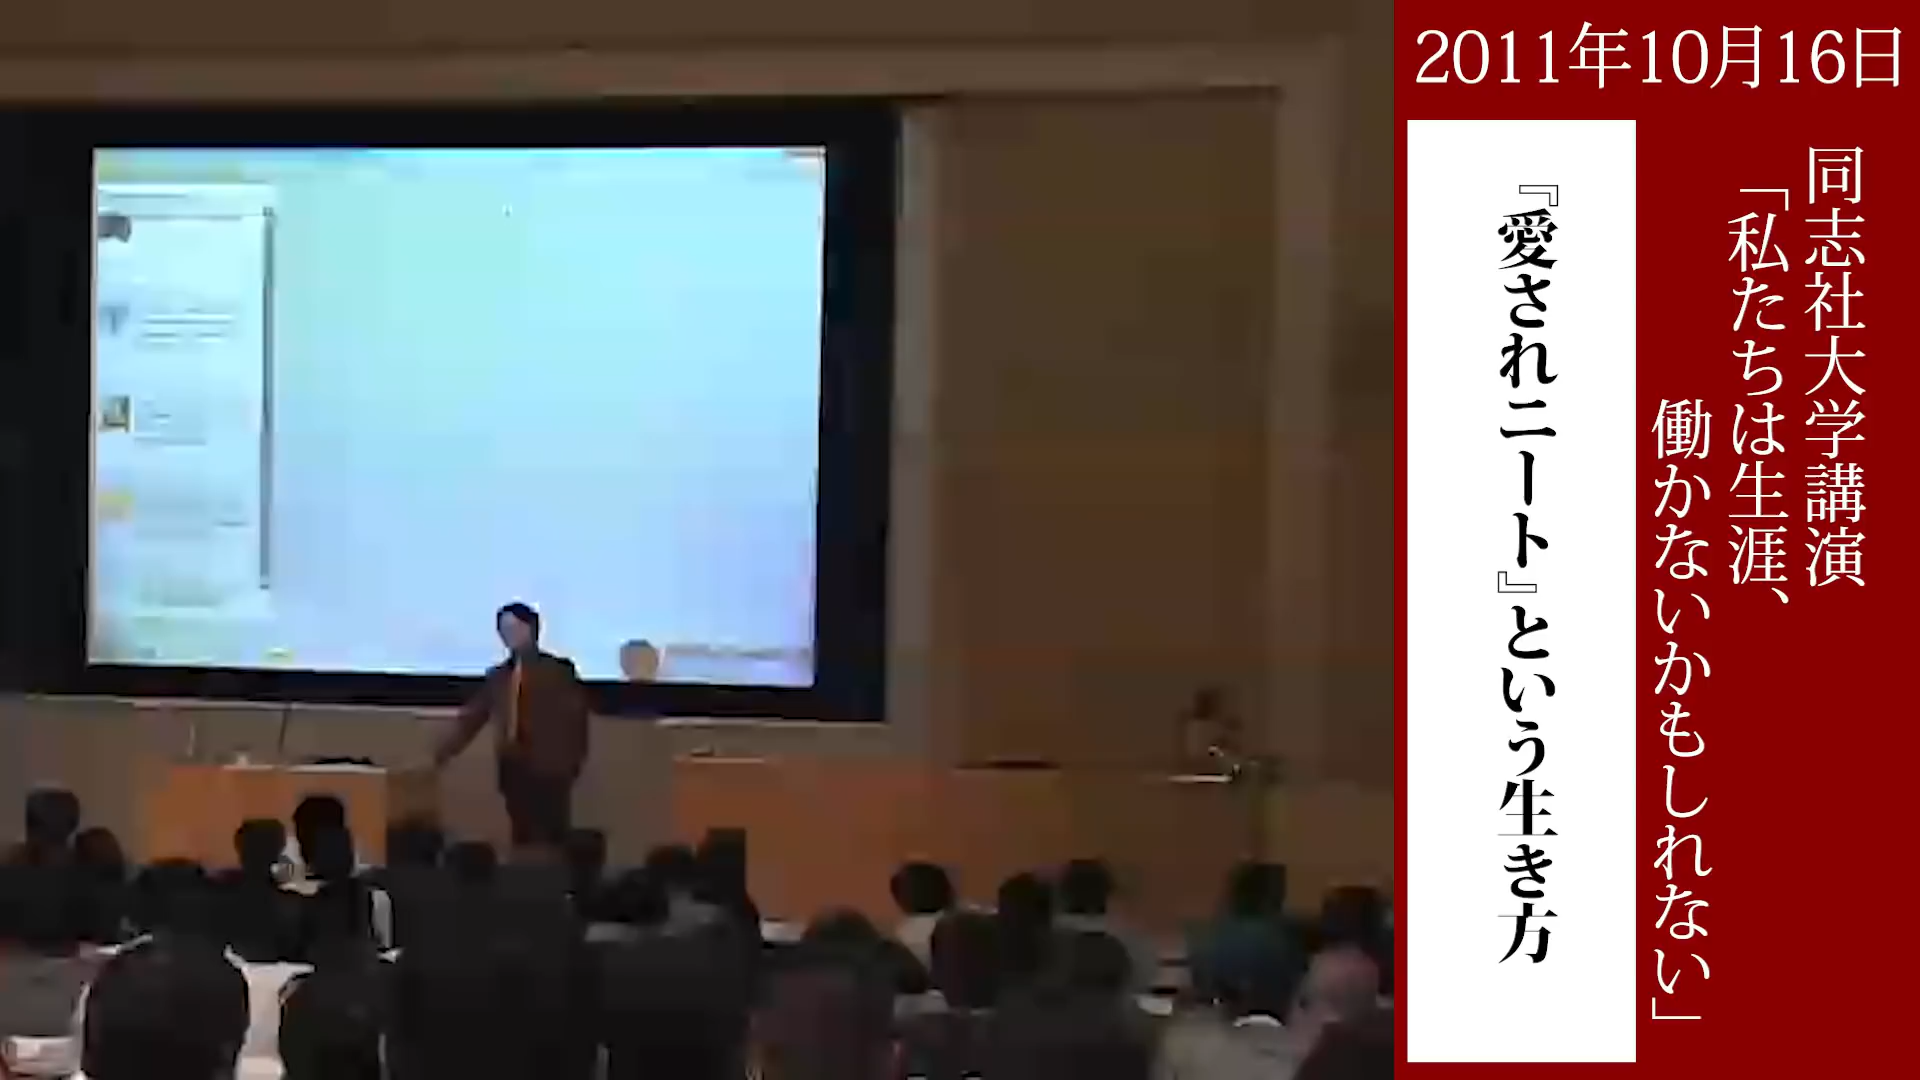 2011年10月16日
同志社大学講演
「私たちは生涯、
働かないかもしれない」
『愛されニート』という生き方